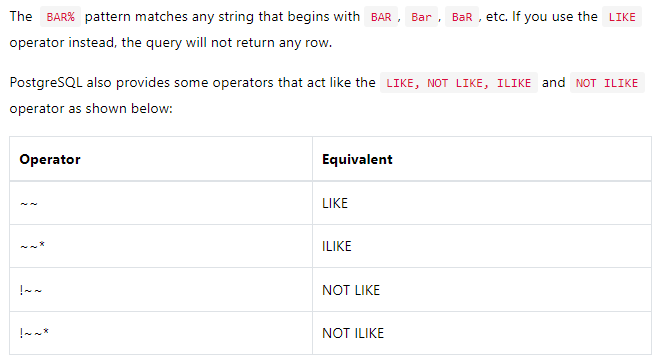 The BAR% pattern matches any string that begins with BAR , Bar , BaR , etc. If you use the LIKE
operator instead, the query will not return any row.
PostgreSQL also provides some operators that act like the LIKE, NOT LIKE, ILIKE and NOT ILIKE
operator as shown below:
Operator Equivalent
~~ LIKE
~~* ILIKE
!~~ NOT LIKE
!~~* NOT ILIKE